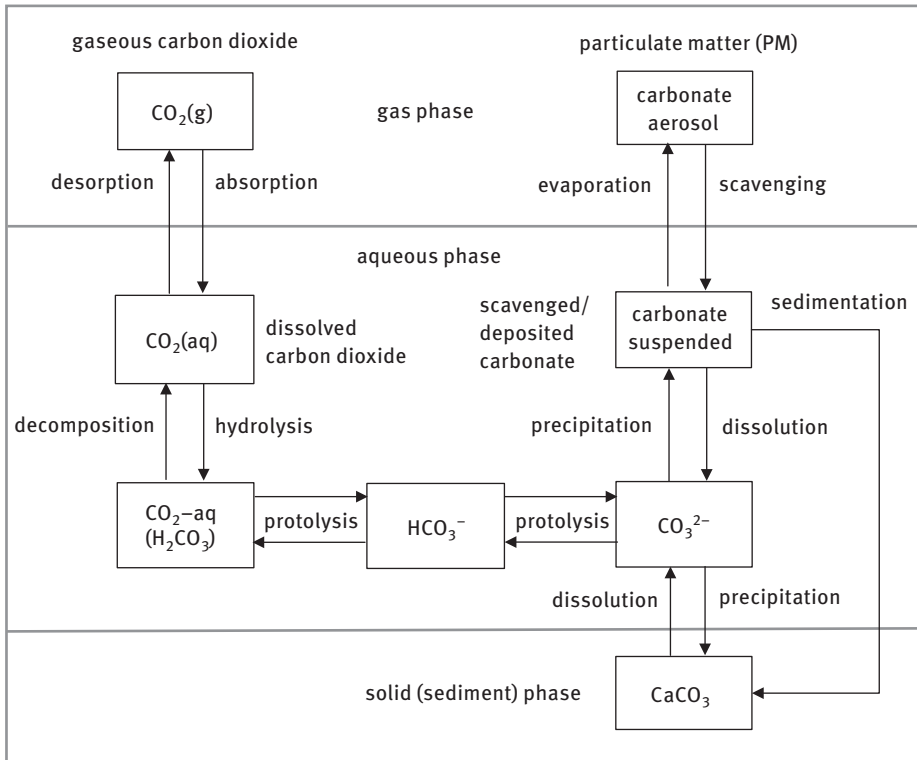 gaseous carbon dioxide
particulate matter (PM)
CO₂(g)
gas phase
carbonate
aerosol
desorption
absorption
evaporation
scavenging
aqueous phase
CO₂(aq)
dissolved
carbon dioxide
scavenged/
deposited
carbonate
carbonate
suspended
sedimentation
decomposition
hydrolysis
precipitation
dissolution
CO₂–aq
(H₂CO₃)
protolysis
HCO₃⁻
protolysis
CO₃²⁻
dissolution
precipitation
solid (sediment) phase
CaCO₃